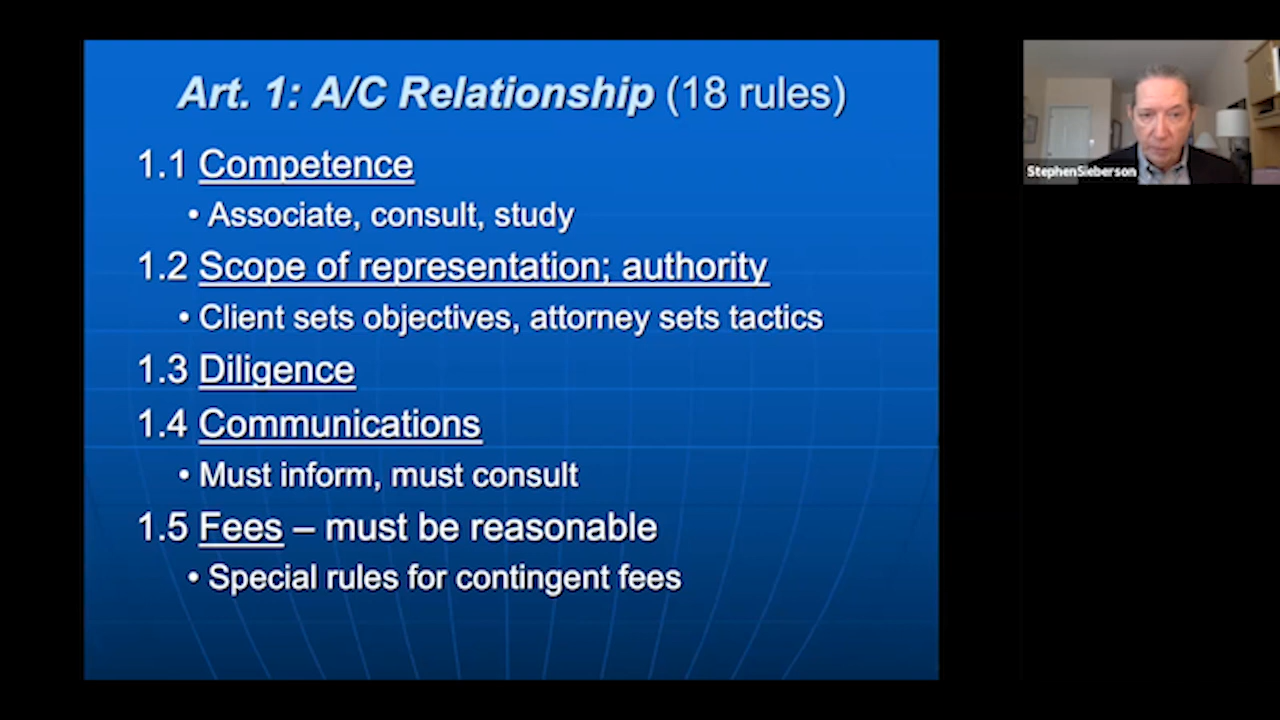 Art. 1: A/C Relationship (18 rules)
1.1 Competence
• Associate, consult, study
1.2 Scope of representation; authority
• Client sets objectives, attorney sets tactics
1.3 Diligence
1.4 Communications
• Must inform, must consult
1.5 Fees – must be reasonable
• Special rules for contingent fees
StephenSieberson